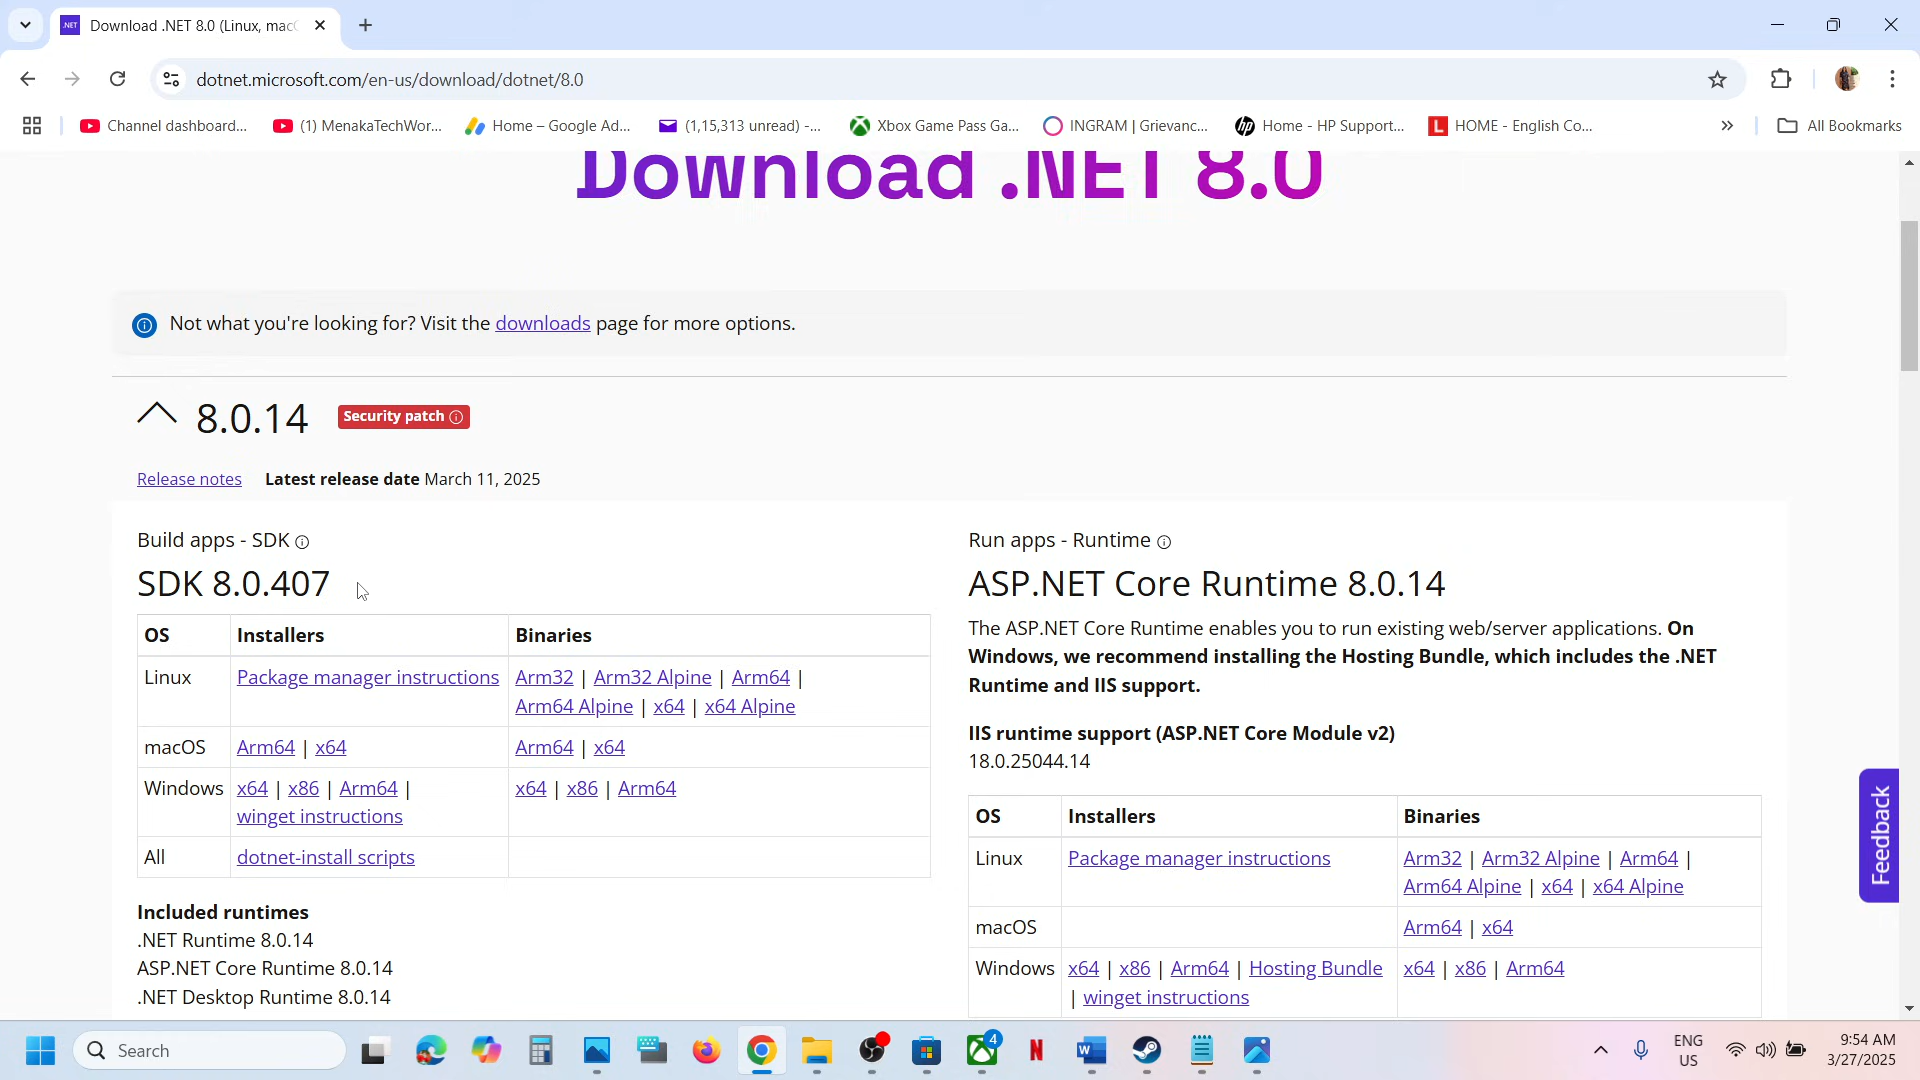 Download .NET 8.0 (Linux, mac
dotnet.microsoft.com/en-us/download/dotnet/8.0
Channel dashboard...
(1) MenakaTechWor...
Home – Google Ad...
(1,15,313 unread) -...
Xbox Game Pass Ga...
INGRAM | Grievanc...
Home - HP Support...
HOME - English Co...
All Bookmarks
Download .NET 8.0
Not what you're looking for? Visit the downloads page for more options.
8.0.14 Security patch
Release notes Latest release date March 11, 2025
Build apps - SDK
SDK 8.0.407
OS Installers Binaries
Linux Package manager instructions Arm32 | Arm32 Alpine | Arm64 |
Arm64 Alpine | x64 | x64 Alpine
macOS Arm64 | x64 Arm64 | x64
Windows x64 | x86 | Arm64 | x64 | x86 | Arm64
winget instructions
All dotnet-install scripts
Included runtimes
.NET Runtime 8.0.14
ASP.NET Core Runtime 8.0.14
.NET Desktop Runtime 8.0.14
Run apps - Runtime
ASP.NET Core Runtime 8.0.14
The ASP.NET Core Runtime enables you to run existing web/server applications. On
Windows, we recommend installing the Hosting Bundle, which includes the .NET
Runtime and IIS support.
IIS runtime support (ASP.NET Core Module v2)
18.0.25044.14
OS Installers Binaries
Linux Package manager instructions Arm32 | Arm32 Alpine | Arm64 |
Arm64 Alpine | x64 | x64 Alpine
macOS Arm64 | x64
Windows x64 | x86 | Arm64 | Hosting Bundle x64 | x86 | Arm64
| winget instructions
Feedback
Search
4
ENG
US
9:54 AM
3/27/2025